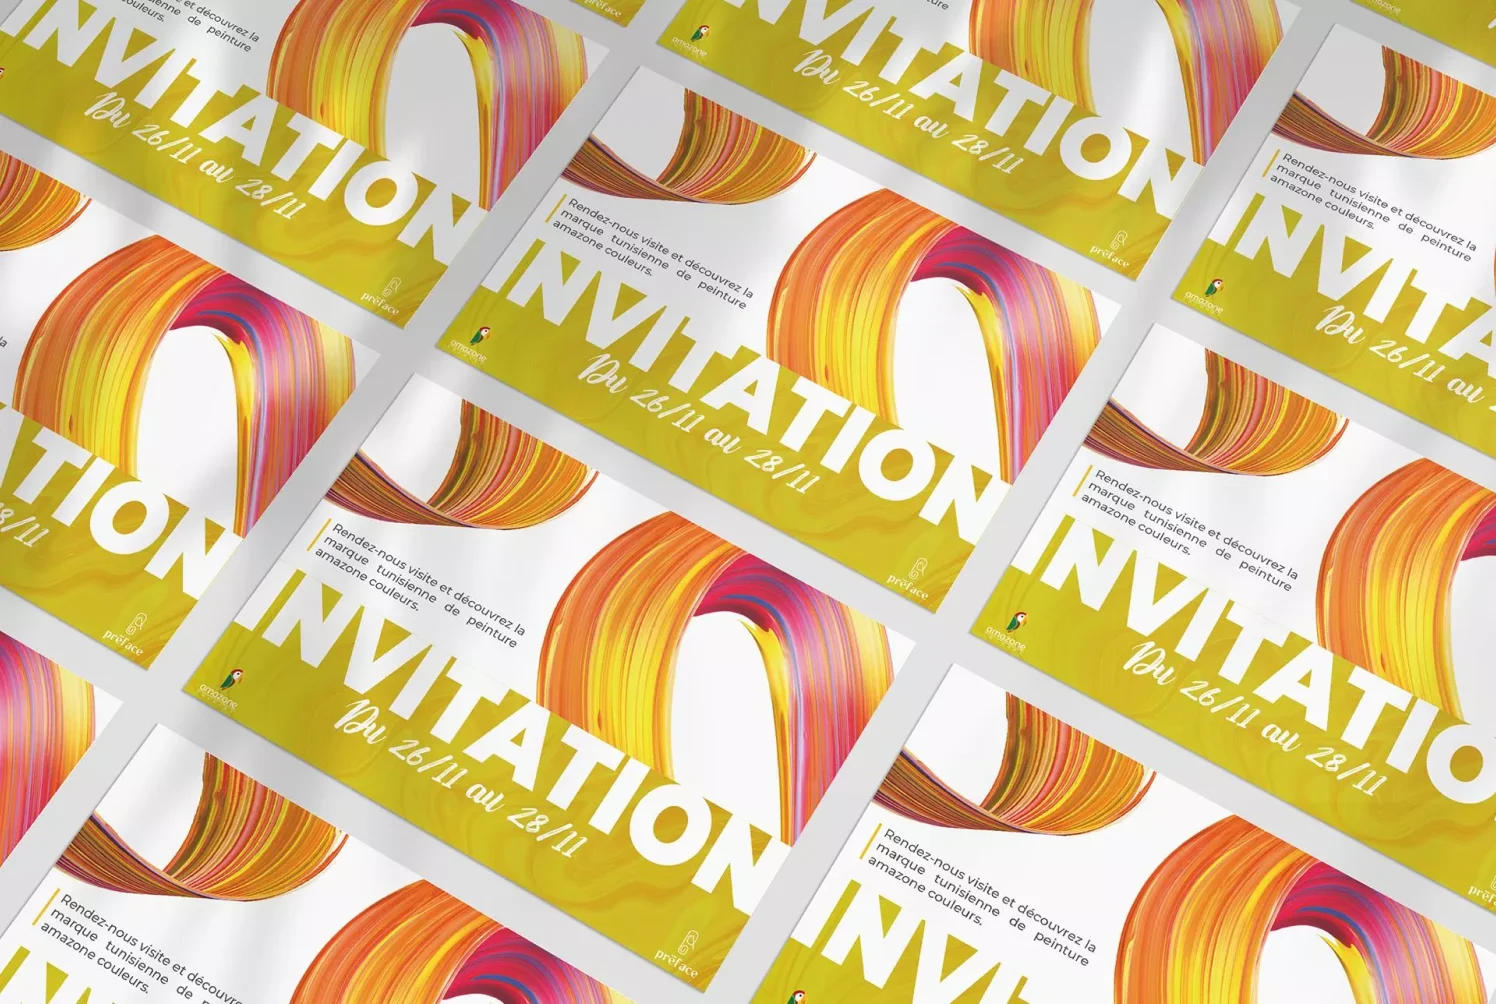 Rendez-nous visite et découvrez la
marque tunisienne de peinture
amazone couleurs.
INVITATION
Du 26/11 au 28/11
amazone
préface